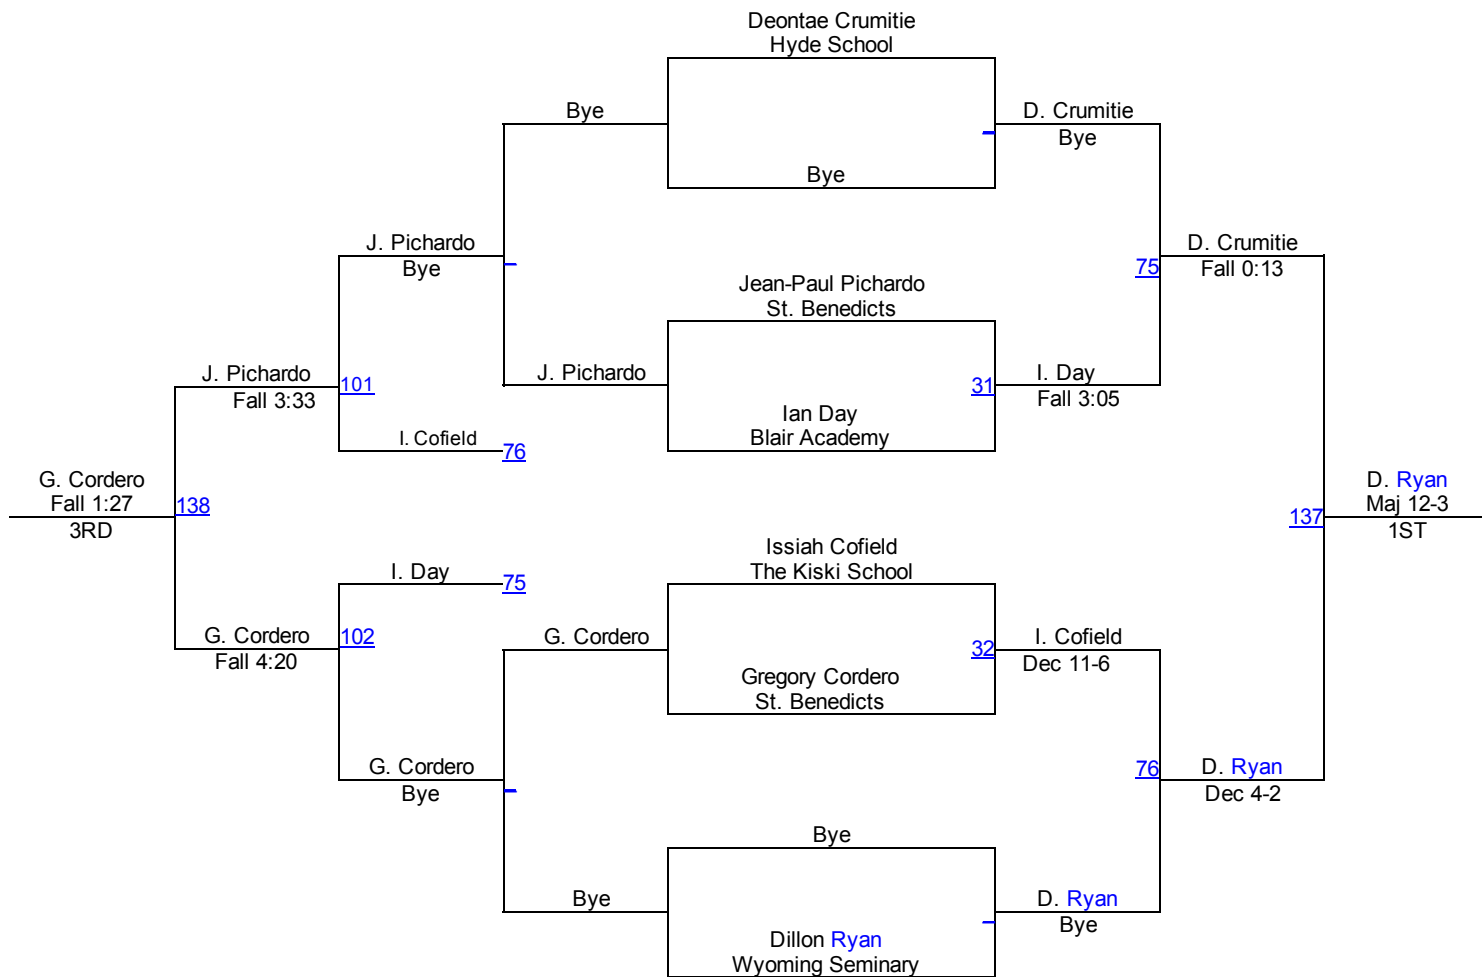 Deontae Crumitie
Hyde School
Bye
D. Crumitie
Bye
Bye
J. Pichardo
Bye
D. Crumitie
75
Fall 0:13
Jean-Paul Pichardo
St. Benedicts
J. Pichardo
101
Fall 3:33
J. Pichardo
31
I. Day
Fall 3:05
Ian Day
Blair Academy
I. Cofield
76
G. Cordero
Fall 1:27
138
3RD
D. Ryan
Maj 12-3
137
1ST
Issiah Cofield
The Kiski School
I. Day
75
G. Cordero
102
Fall 4:20
G. Cordero
32
I. Cofield
Dec 11-6
Gregory Cordero
St. Benedicts
G. Cordero
Bye
76
D. Ryan
Dec 4-2
Bye
Bye
D. Ryan
Bye
Dillon Ryan
Wyoming Seminary